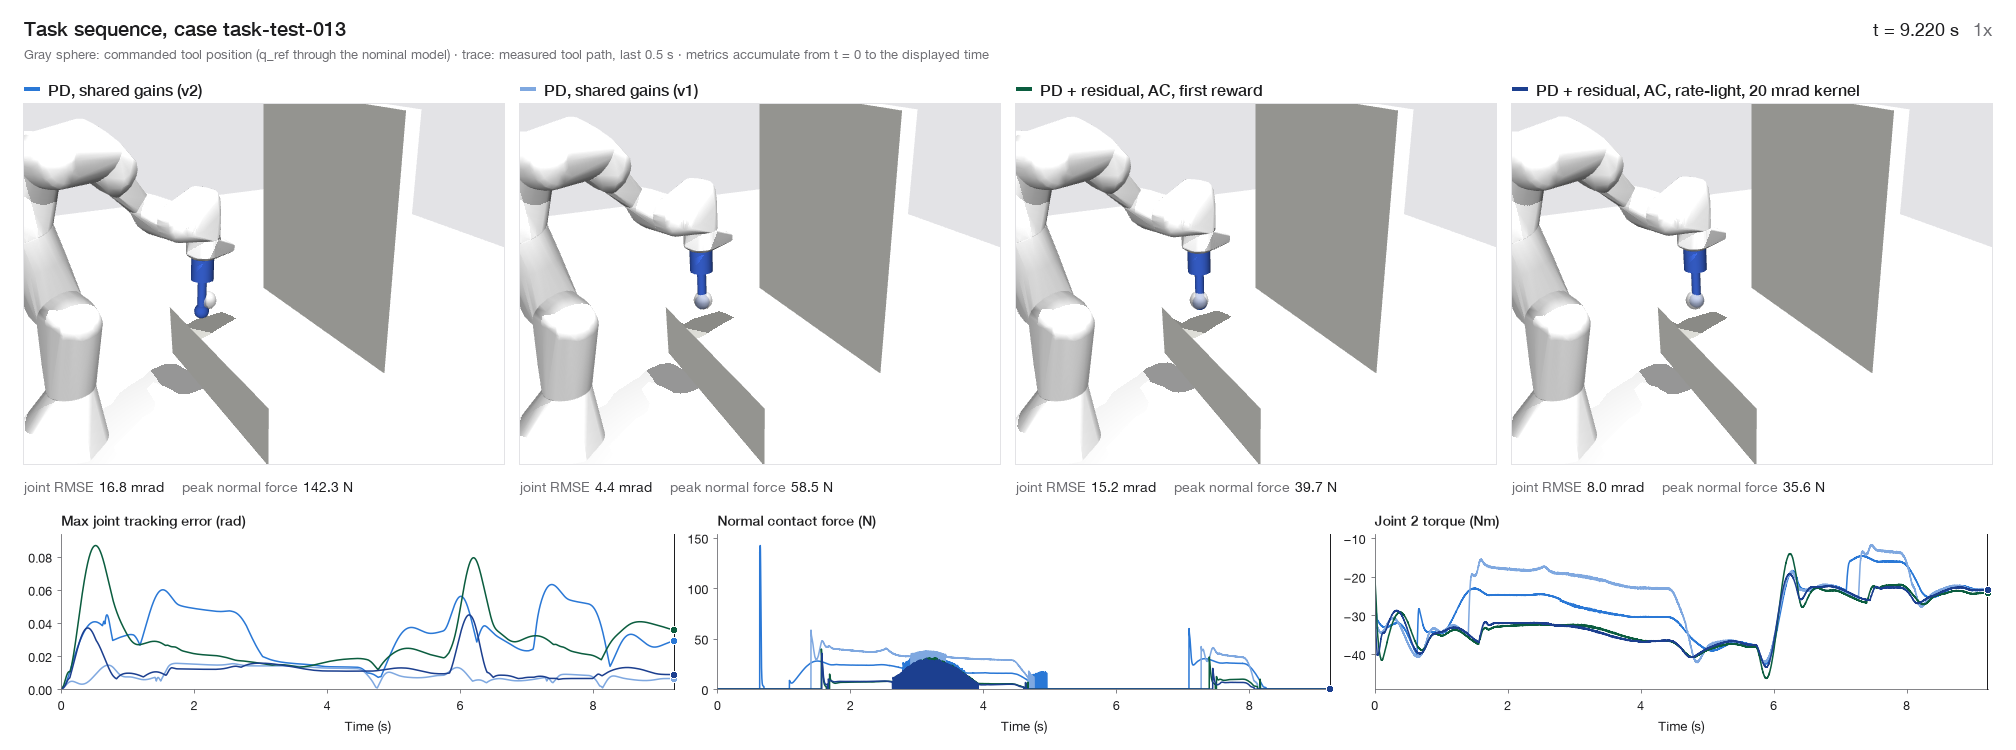 Task sequence, case task-test-013
t = 9.220 s 1x
Gray sphere: commanded tool position (q_ref through the nominal model) · trace: measured tool path, last 0.5 s · metrics accumulate from t = 0 to the displayed time
PD, shared gains (v2)
PD, shared gains (v1)
PD + residual, AC, first reward
PD + residual, AC, rate-light, 20 mrad kernel
joint RMSE 16.8 mrad peak normal force 142.3 N
joint RMSE 4.4 mrad peak normal force 58.5 N
joint RMSE 15.2 mrad peak normal force 39.7 N
joint RMSE 8.0 mrad peak normal force 35.6 N
Max joint tracking error (rad)
0.08
0.06
0.04
0.02
0.00
0 2 4 6 8
Time (s)
Normal contact force (N)
150
100
50
0
0 2 4 6 8
Time (s)
Joint 2 torque (Nm)
−10
−20
−30
−40
0 2 4 6 8
Time (s)